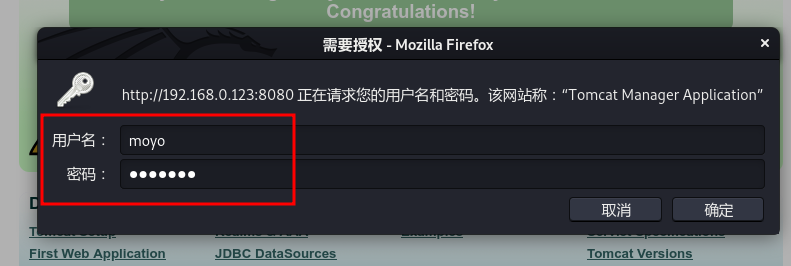 Congratulations!
需要授权 - Mozilla Firefox
×
http://192.168.0.123:8080 正在请求您的用户名和密码。该网站称：“Tomcat Manager Application”
用户名： moyo
密码： ●●●●●●●
取消 确定
First Web Application JDBC DataSources Tomcat Versions